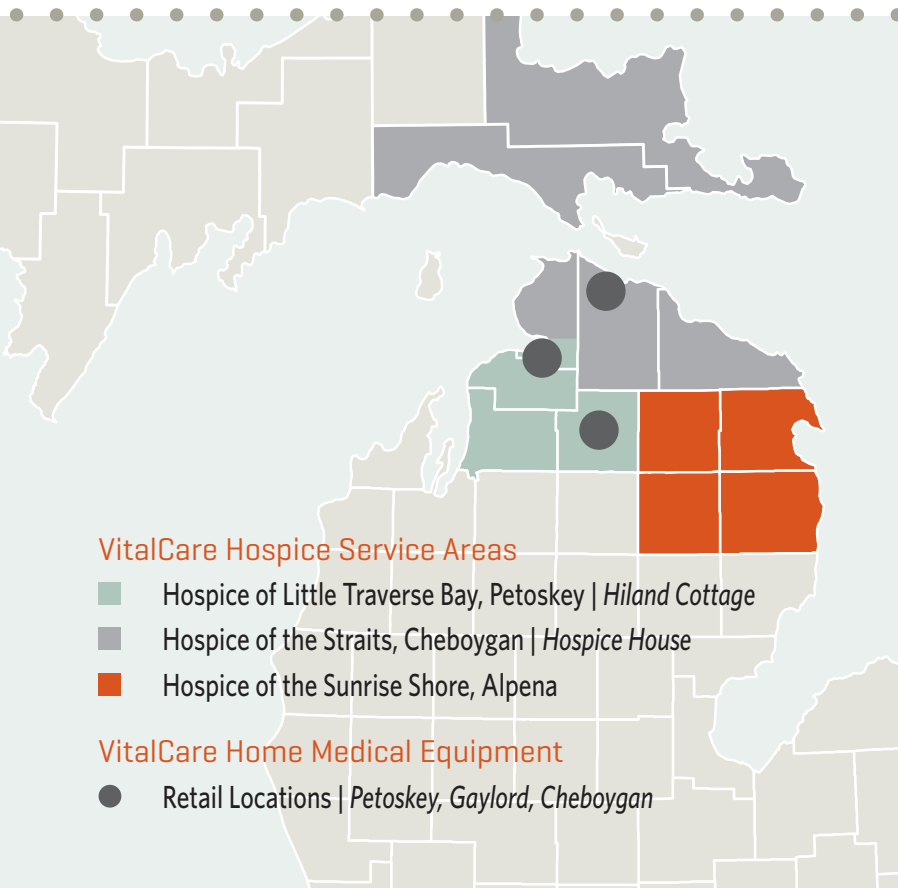 VitalCare Hospice Service Areas
Hospice of Little Traverse Bay, Petoskey | Hiland Cottage
Hospice of the Straits, Cheboygan | Hospice House
Hospice of the Sunrise Shore, Alpena
VitalCare Home Medical Equipment
Retail Locations | Petoskey, Gaylord, Cheboygan